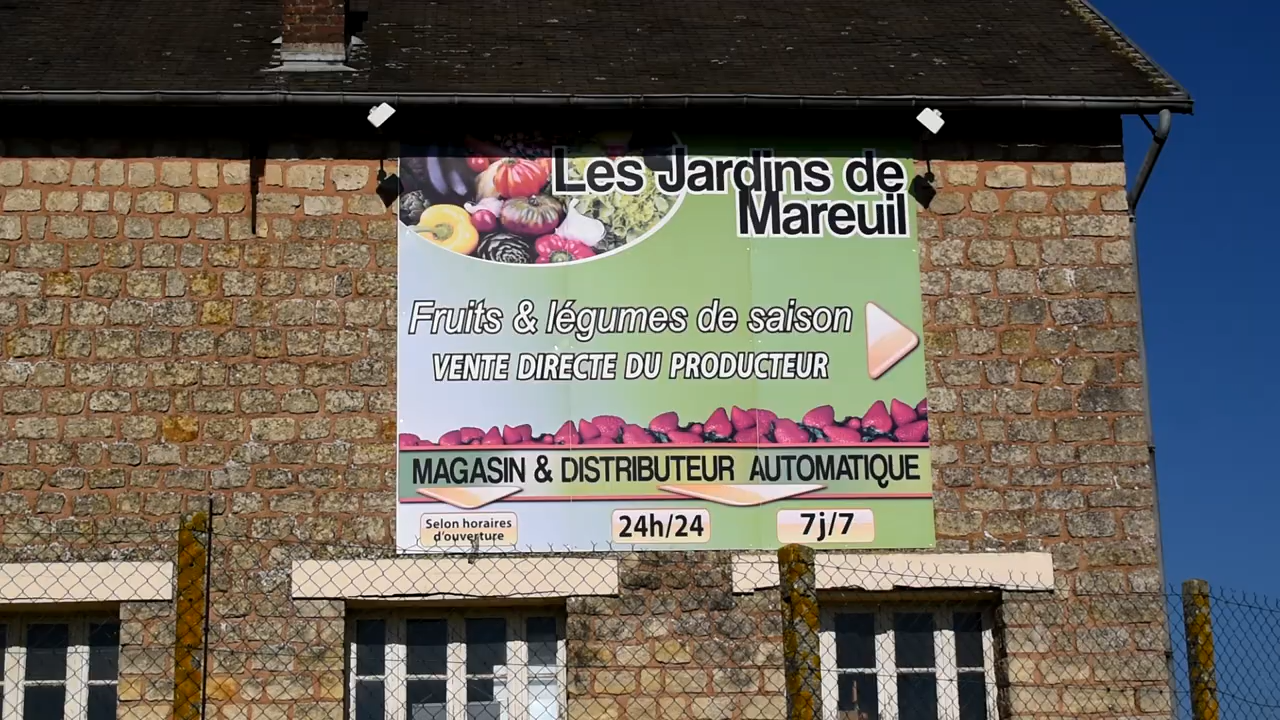 Les Jardins de
Mareuil
Fruits & légumes de saison
VENTE DIRECTE DU PRODUCTEUR
MAGASIN & DISTRIBUTEUR AUTOMATIQUE
Selon horaires
d'ouverture
24h/24
7j/7